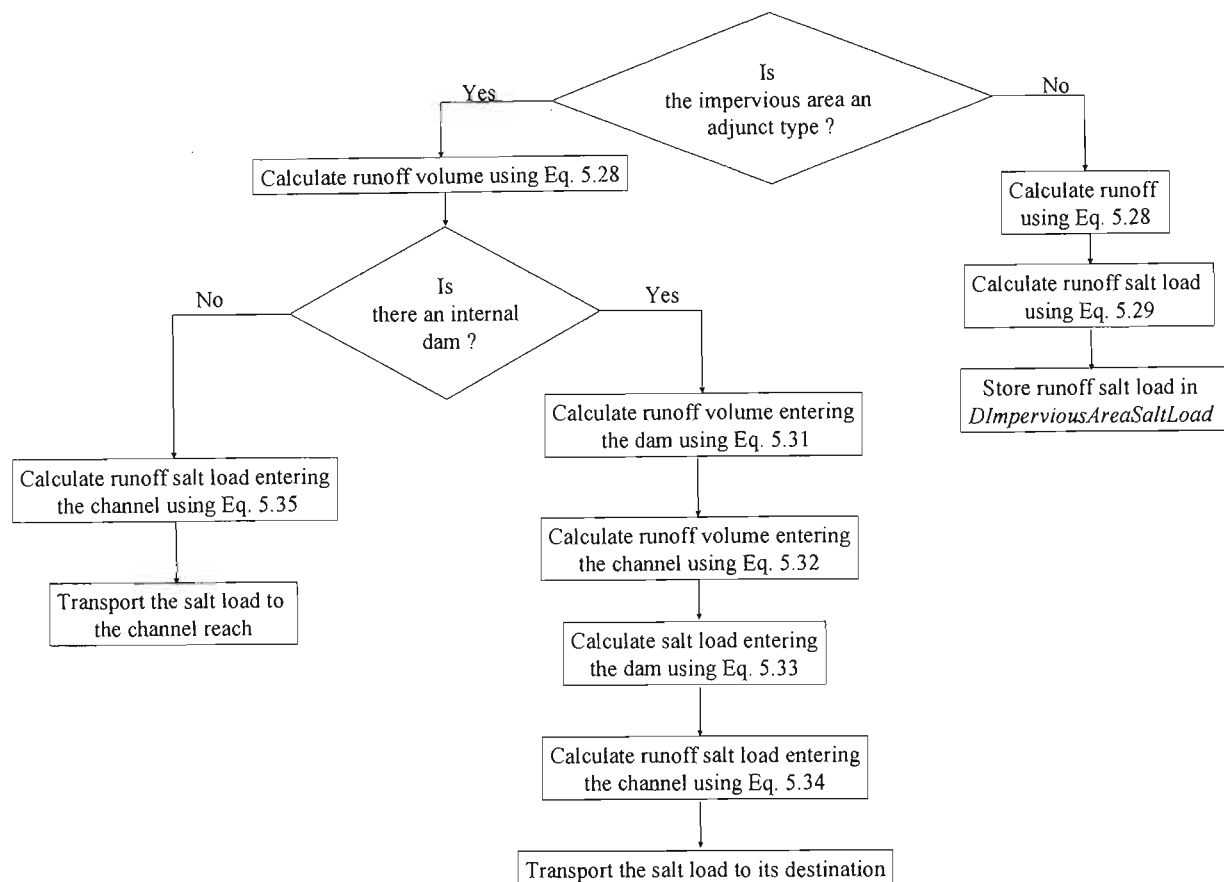 Is
the impervious area an
adjunct type ?
Yes
No
Calculate runoff volume using Eq. 5.28
Calculate runoff
using Eq. 5.28
Calculate runoff salt load
using Eq. 5.29
Store runoff salt load in
DImperviousAreaSaltLoad
Is
there an internal
dam ?
No
Yes
Calculate runoff salt load entering
the channel using Eq. 5.35
Transport the salt load to
the channel reach
Calculate runoff volume entering
the dam using Eq. 5.31
Calculate runoff volume entering
the channel using Eq. 5.32
Calculate salt load entering
the dam using Eq. 5.33
Calculate runoff salt load entering
the channel using Eq. 5.34
Transport the salt load to its destination